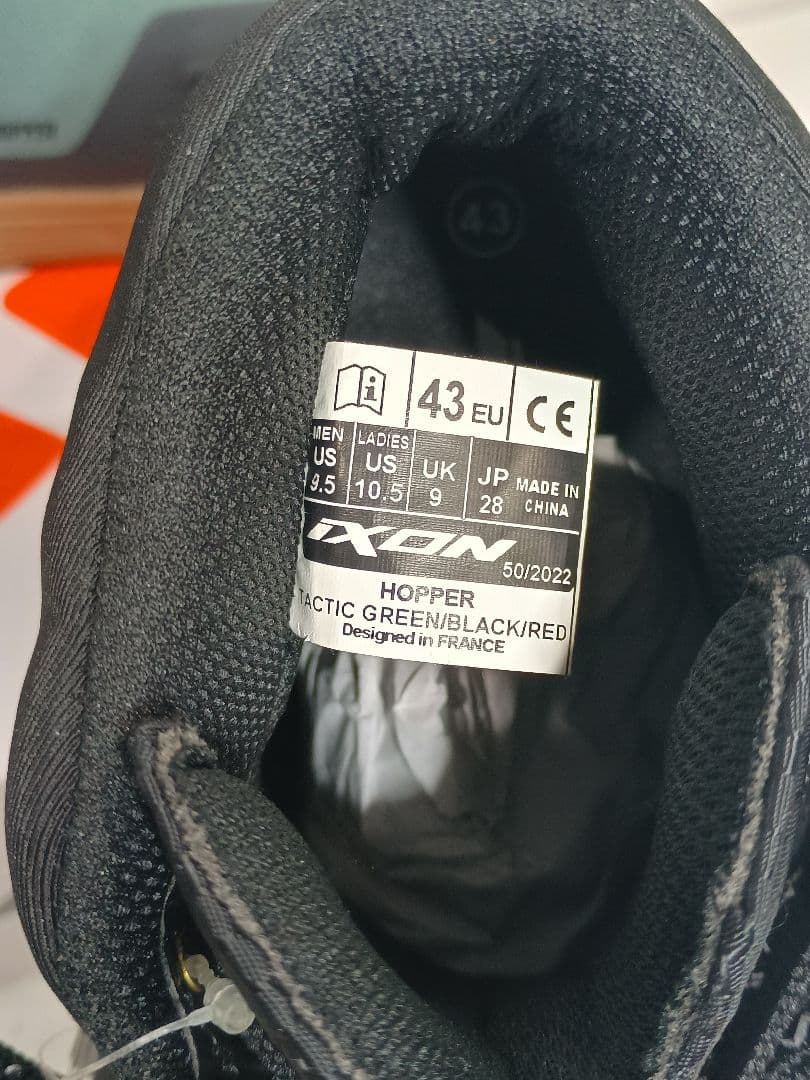 43
43 EU CE
MEN LADIES
US US UK JP MADE IN
9.5 10.5 9 28 CHINA
IXON
50/2022
HOPPER
TACTIC GREEN/BLACK/RED
Designed in FRANCE